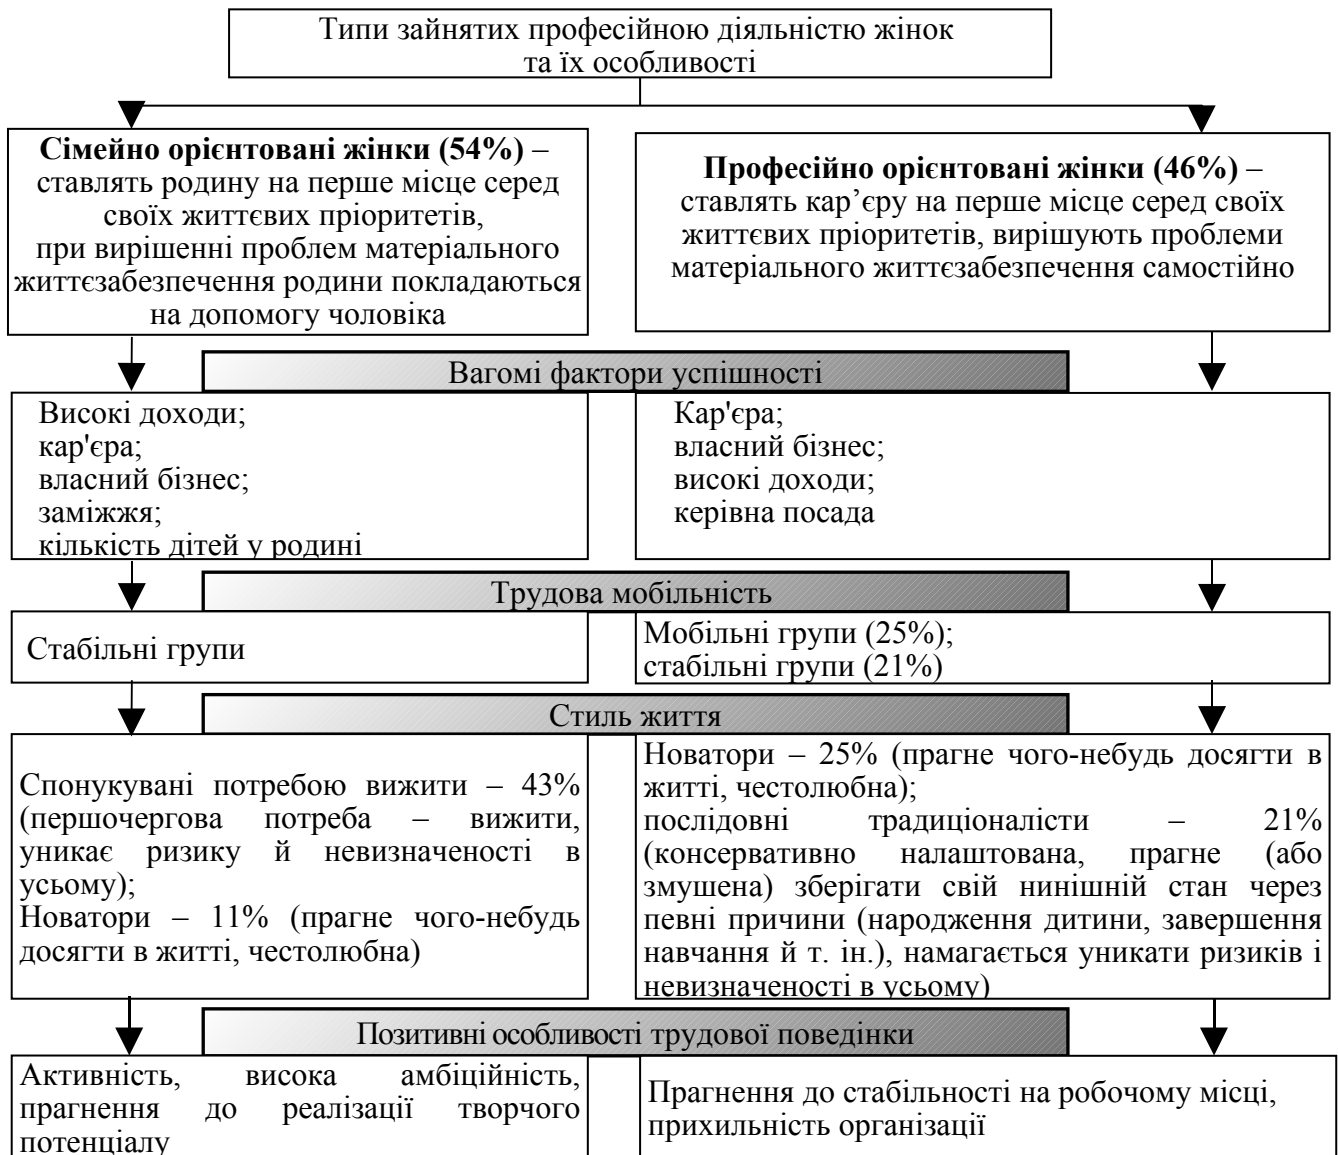 Типи зайнятих професійною діяльністю жінок
та їх особливості
Сімейно орієнтовані жінки (54%) –
ставлять родину на перше місце серед
своїх життєвих пріоритетів,
при вирішенні проблем матеріального
життєзабезпечення родини покладаються
на допомогу чоловіка
Професійно орієнтовані жінки (46%) –
ставлять кар’єру на перше місце серед своїх
життєвих пріоритетів, вирішують проблеми
матеріального життєзабезпечення самостійно
Вагомі фактори успішності
Високі доходи;
кар'єра;
власний бізнес;
заміжжя;
кількість дітей у родині
Кар'єра;
власний бізнес;
високі доходи;
керівна посада
Трудова мобільність
Стабільні групи
Мобільні групи (25%);
стабільні групи (21%)
Стиль життя
Спонукувані потребою вижити – 43%
(першочергова потреба – вижити,
уникає ризику й невизначеності в
усьому);
Новатори – 11% (прагне чого-небудь
досягти в житті, честолюбна)
Новатори – 25% (прагне чого-небудь досягти в
житті, честолюбна);
послідовні традиціоналісти – 21%
(консервативно налаштована, прагне (або
змушена) зберігати свій нинішній стан через
певні причини (народження дитини, завершення
навчання й т. ін.), намагається уникати ризиків і
невизначеності в усьому)
Позитивні особливості трудової поведінки
Активність, висока амбіційність,
прагнення до реалізації творчого
потенціалу
Прагнення до стабільності на робочому місці,
прихильність організації